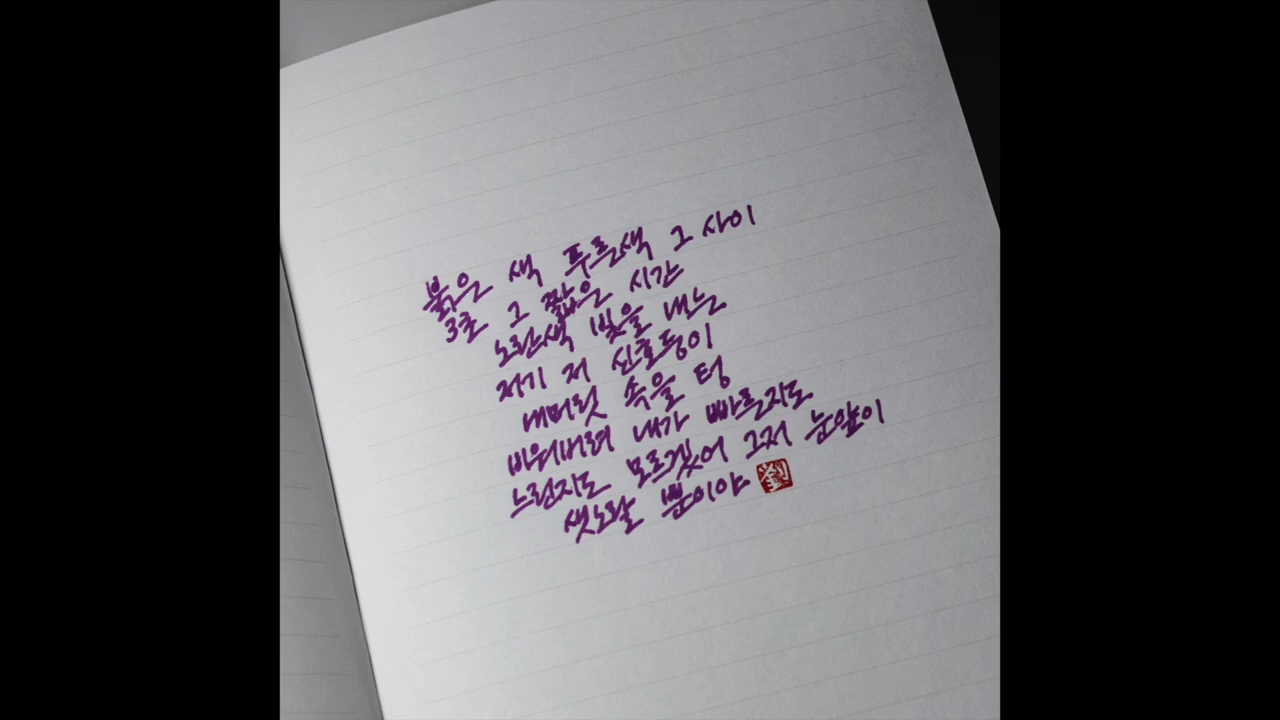 붉은 색 푸른색 그 사이
3초 그 짧은 시간
노란색 빛을 내는
저기 저 신호등이
내머릿 속을 텅
비워버려 내가 빠른지도
느린지도 모르겠어 그저 눈앞이
샛노랄 뿐이야
劉